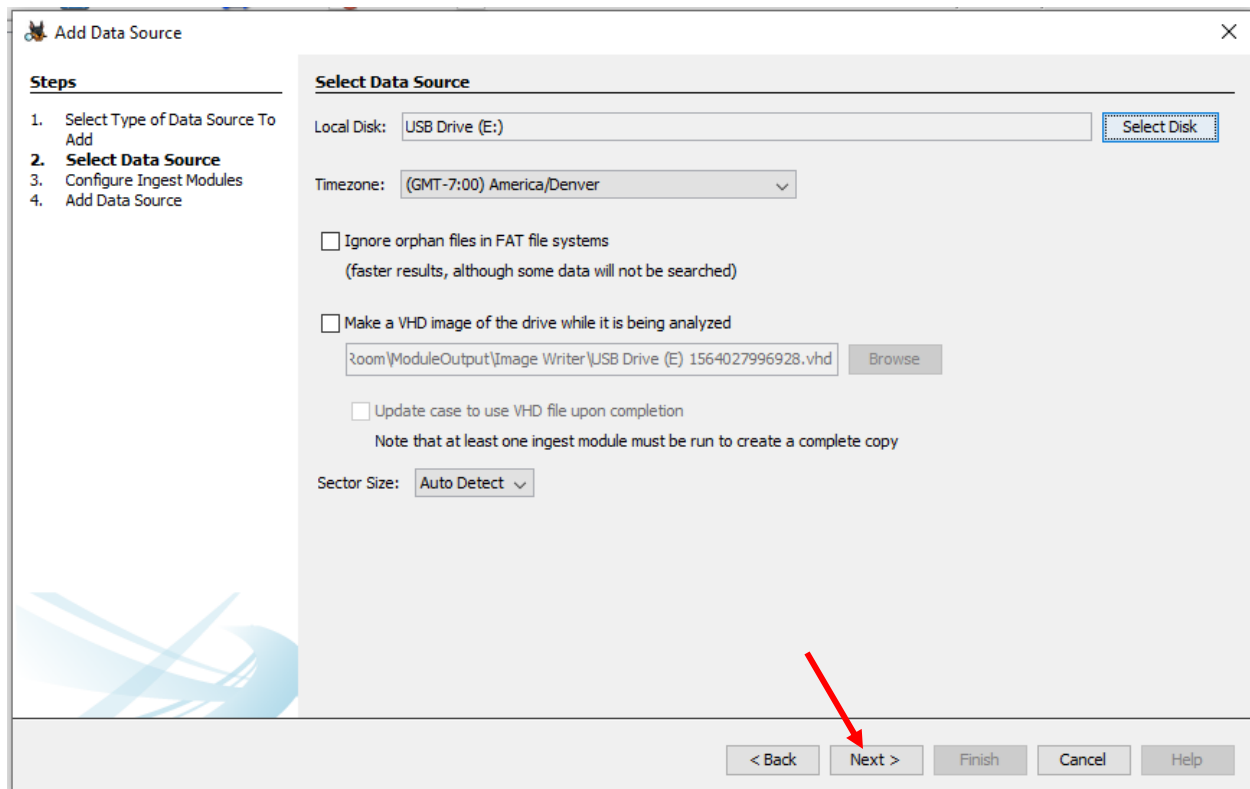 Add Data Source
Steps
1. Select Type of Data Source To
Add
2. Select Data Source
3. Configure Ingest Modules
4. Add Data Source
Select Data Source
Local Disk: USB Drive (E:) Select Disk
Timezone: (GMT-7:00) America/Denver
Ignore orphan files in FAT file systems
(faster results, although some data will not be searched)
Make a VHD image of the drive while it is being analyzed
Room\ModuleOutput\Image Writer\USB Drive (E) 1564027996928.vhd Browse
Update case to use VHD file upon completion
Note that at least one ingest module must be run to create a complete copy
Sector Size: Auto Detect
< Back Next > Finish Cancel Help